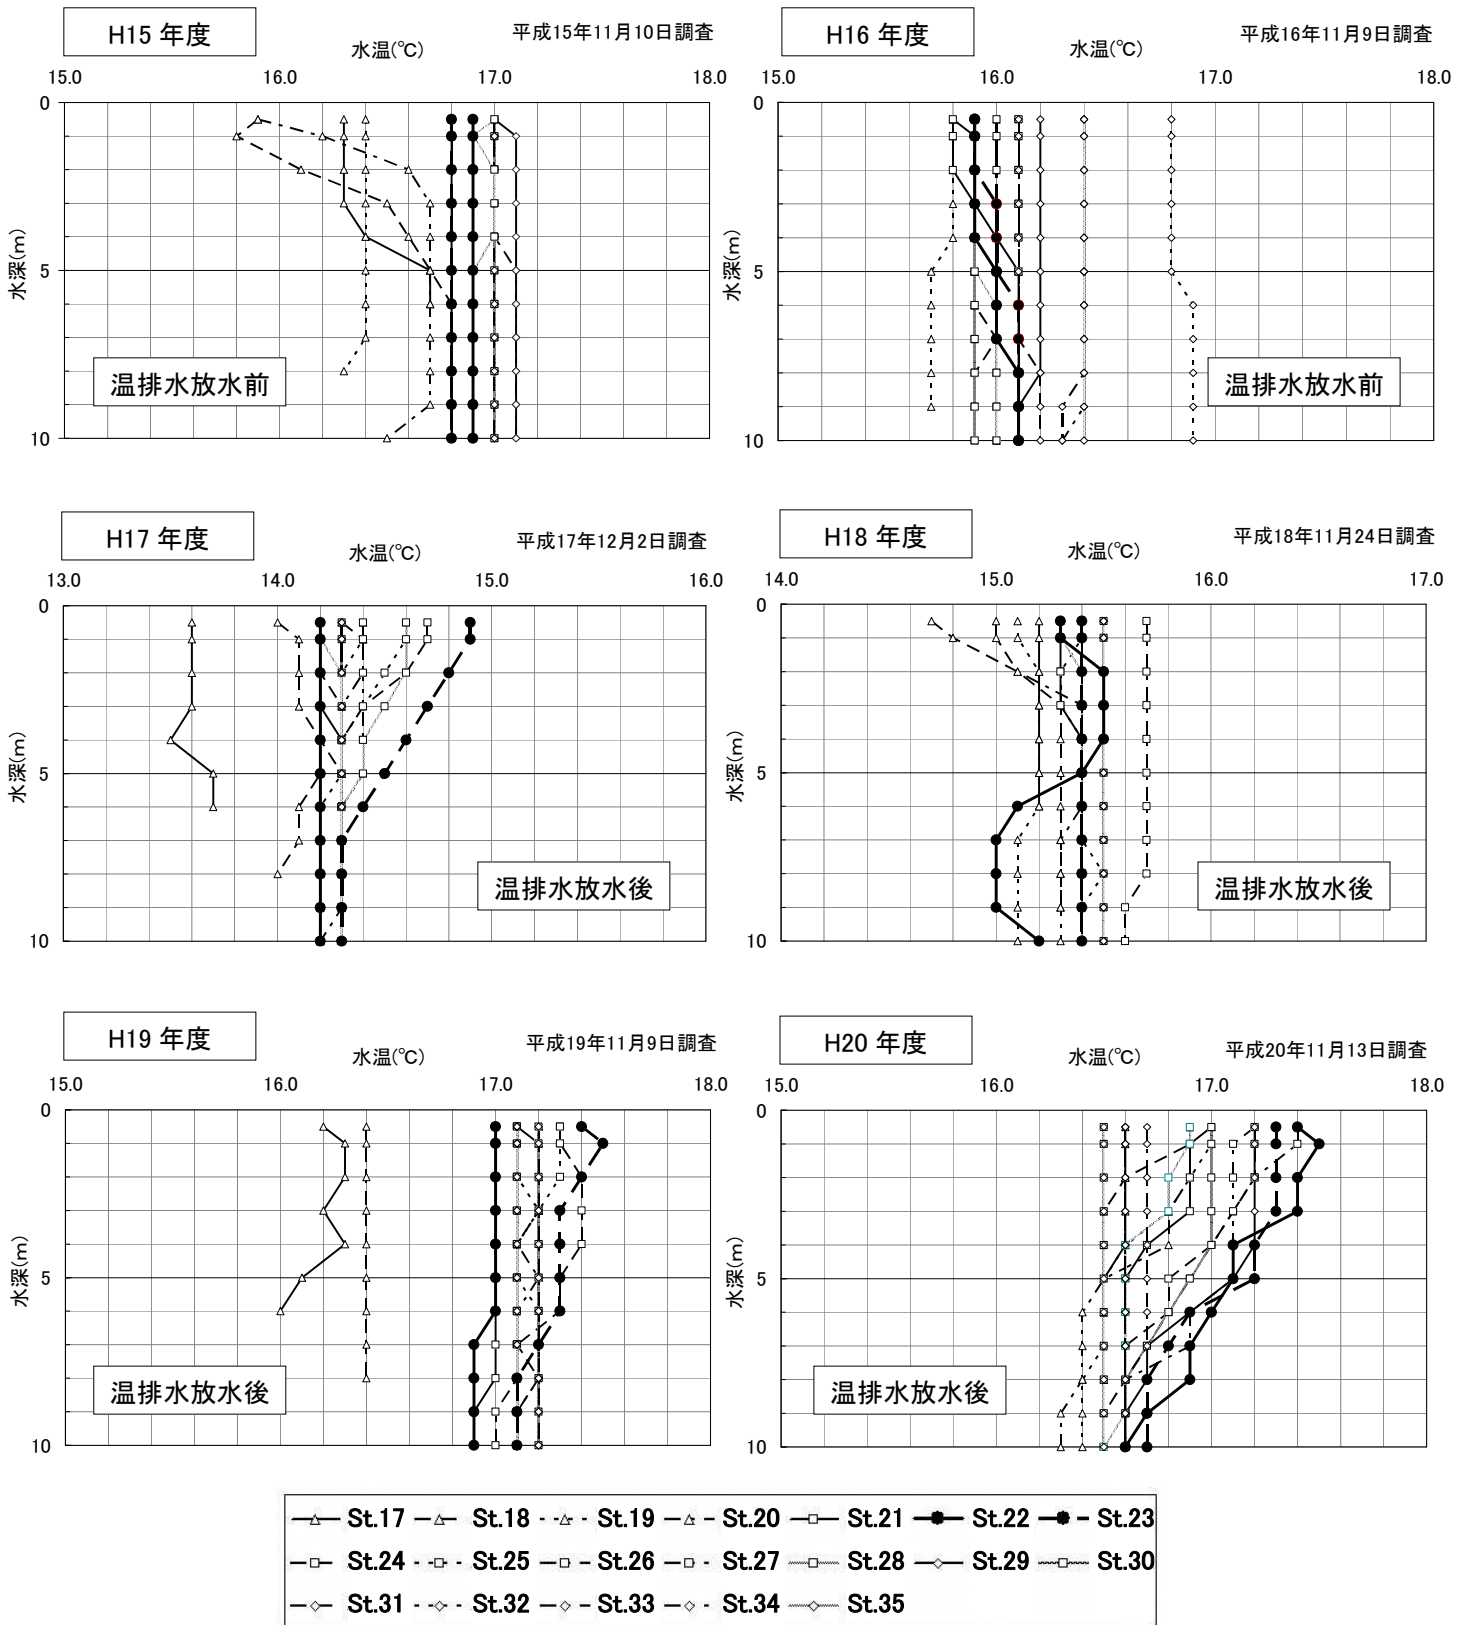 H15 年度
水温(℃)
平成15年11月10日調査
15.0 16.0 17.0 18.0
0
5
10
水深(m)
温排水放水前
H16 年度
水温(℃)
平成16年11月9日調査
15.0 16.0 17.0 18.0
0
5
10
水深(m)
温排水放水前
H17 年度
水温(℃)
平成17年12月2日調査
13.0 14.0 15.0 16.0
0
5
10
水深(m)
温排水放水後
H18 年度
水温(℃)
平成18年11月24日調査
14.0 15.0 16.0 17.0
0
5
10
水深(m)
温排水放水後
H19 年度
水温(℃)
平成19年11月9日調査
15.0 16.0 17.0 18.0
0
5
10
水深(m)
温排水放水後
H20 年度
水温(℃)
平成20年11月13日調査
15.0 16.0 17.0 18.0
0
5
10
水深(m)
温排水放水後
St.17 St.18 St.19 St.20 St.21 St.22 St.23
St.24 St.25 St.26 St.27 St.28 St.29 St.30
St.31 St.32 St.33 St.34 St.35